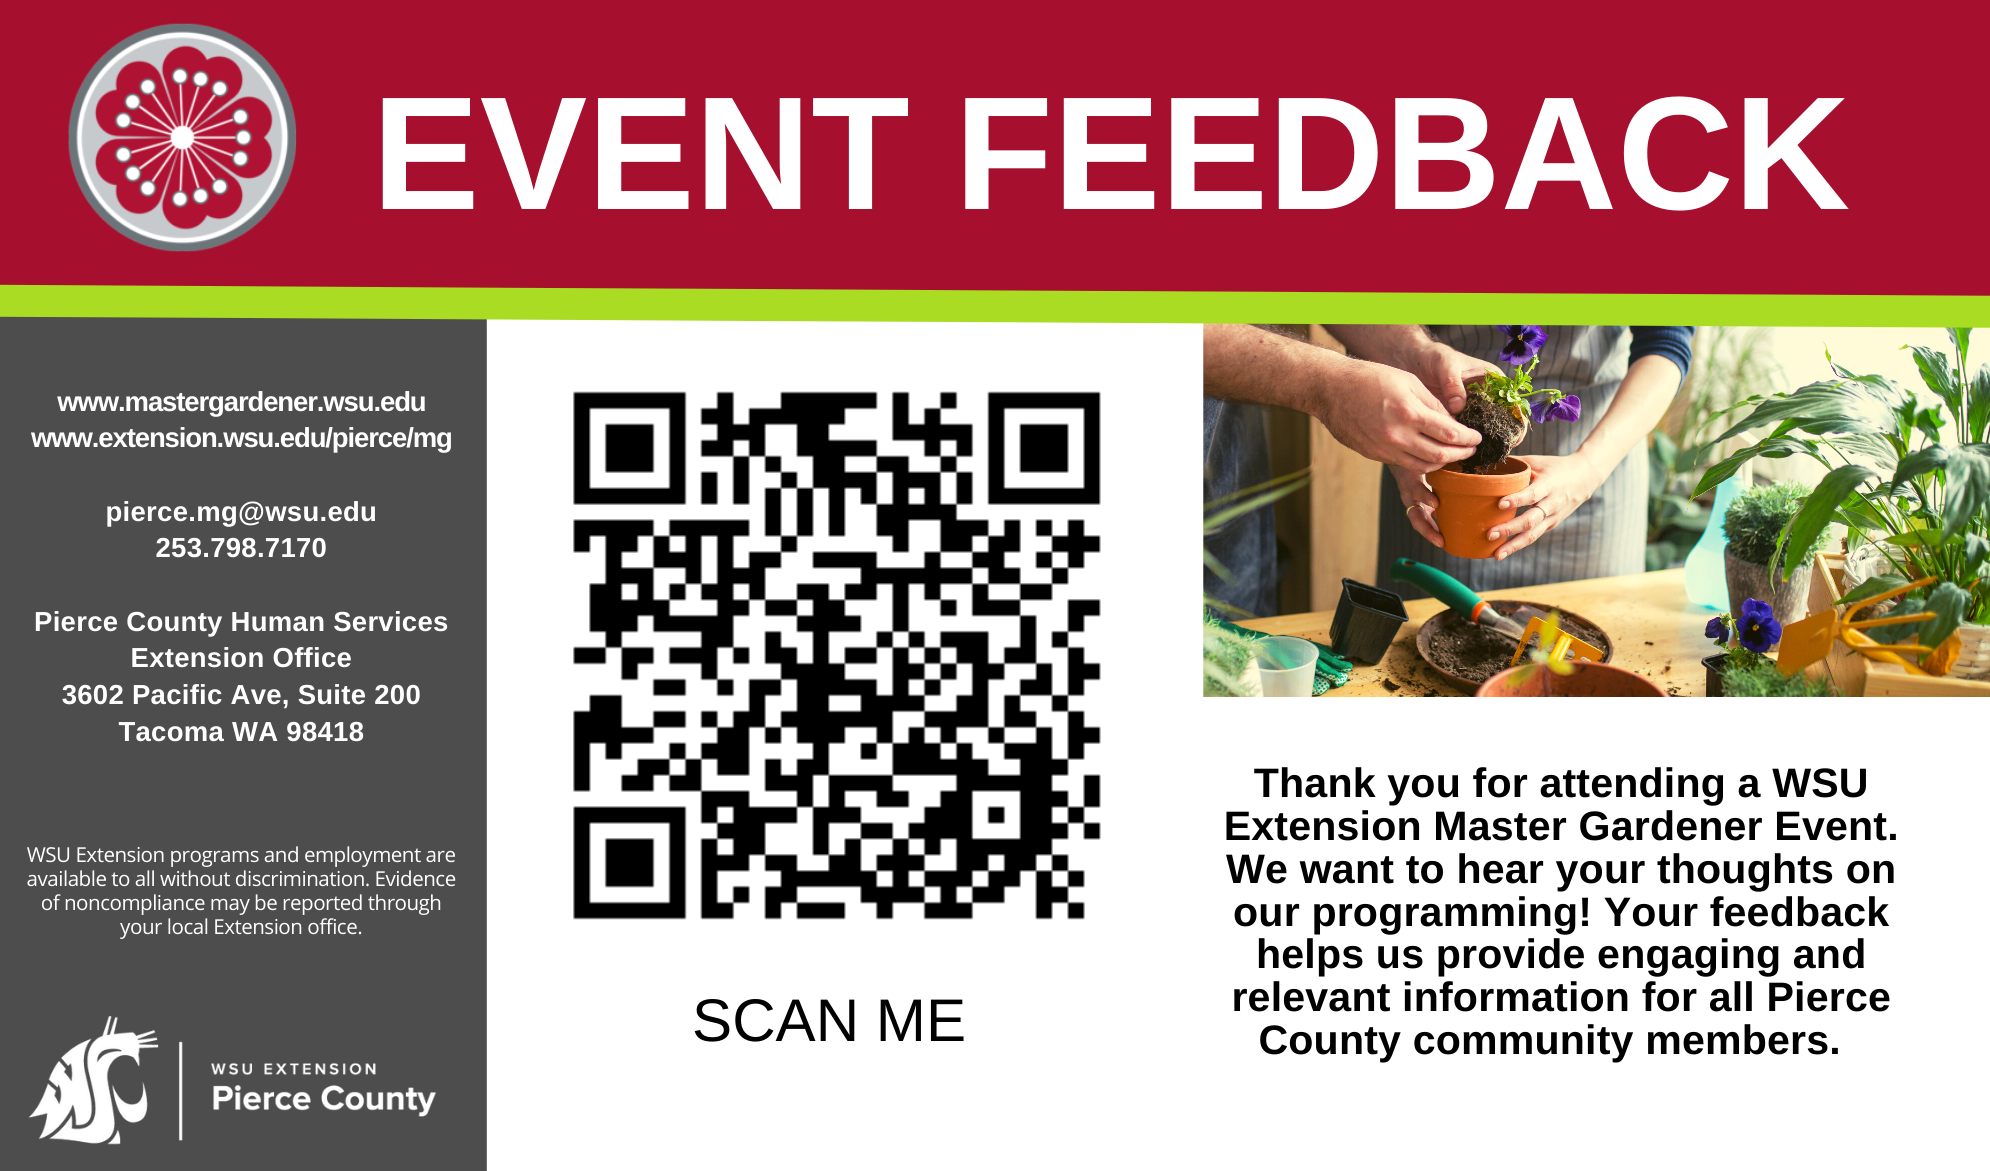 EVENT FEEDBACK
www.mastergardener.wsu.edu
www.extension.wsu.edu/pierce/mg
pierce.mg@wsu.edu
253.798.7170
Pierce County Human Services
Extension Office
3602 Pacific Ave, Suite 200
Tacoma WA 98418
WSU Extension programs and employment are
available to all without discrimination. Evidence
of noncompliance may be reported through
your local Extension office.
WSU EXTENSION
Pierce County
SCAN ME
Thank you for attending a WSU
Extension Master Gardener Event.
We want to hear your thoughts on
our programming! Your feedback
helps us provide engaging and
relevant information for all Pierce
County community members.